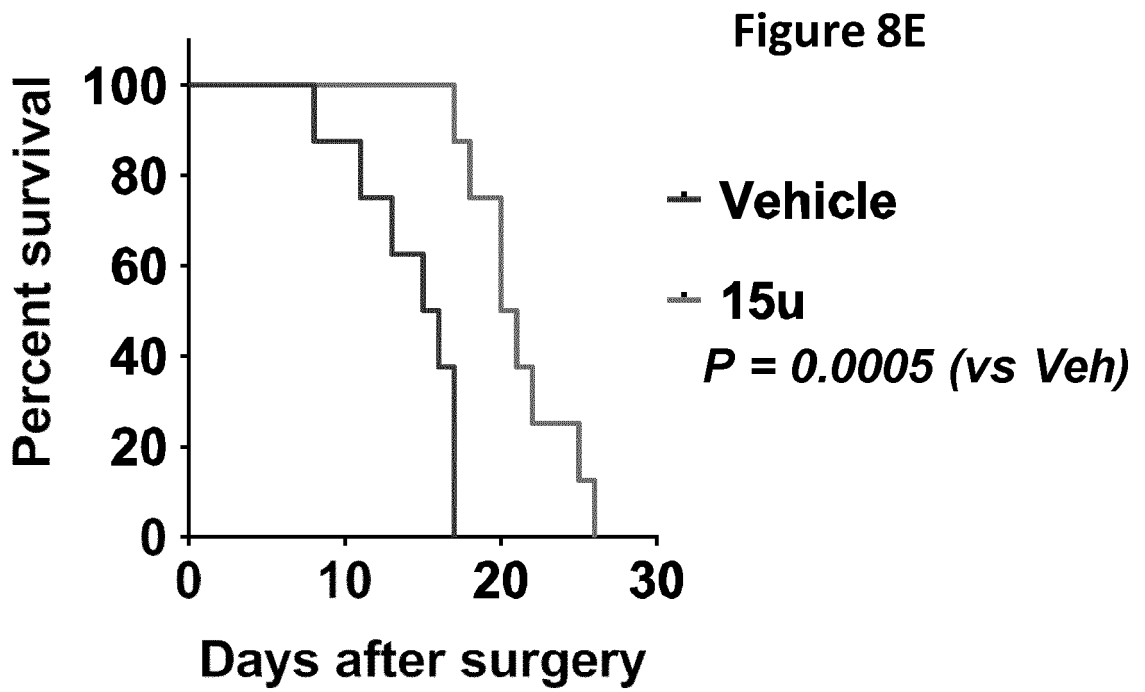 Figure 8E
Percent survival
100
80
60
40
20
0
0 10 20 30
Days after surgery
Vehicle
15u
P = 0.0005 (vs Veh)